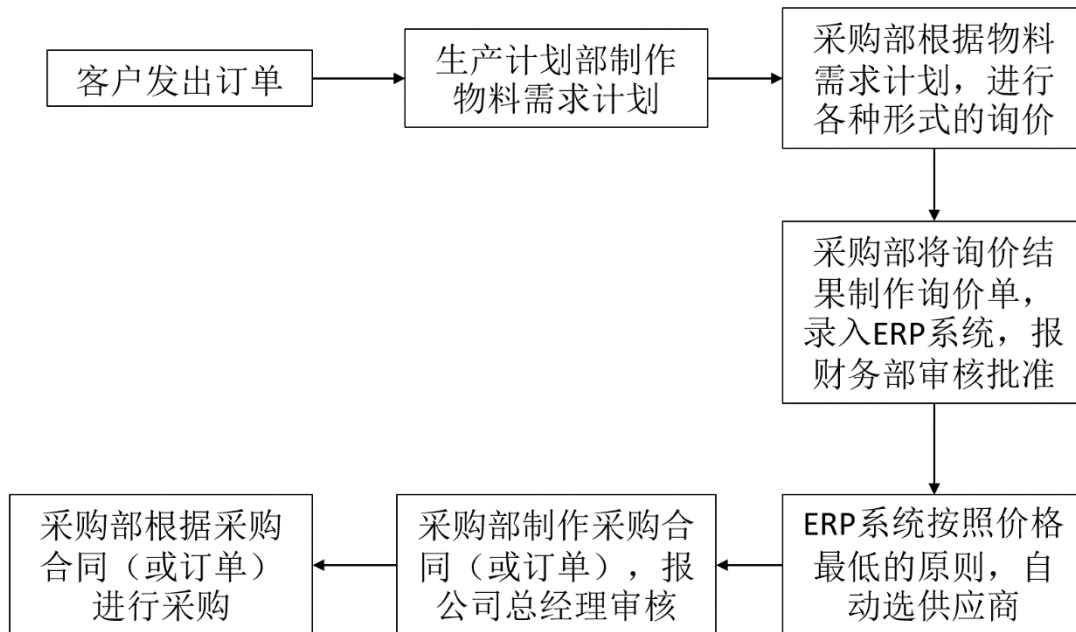 客户发出订单
生产计划部制作
物料需求计划
采购部根据物料
需求计划，进行
各种形式的询价
采购部将询价结
果制作询价单，
录入ERP系统，报
财务部审核批准
ERP系统按照价格
最低的原则，自
动选供应商
采购部制作采购合
同（或订单），报
公司总经理审核
采购部根据采购
合同（或订单）
进行采购